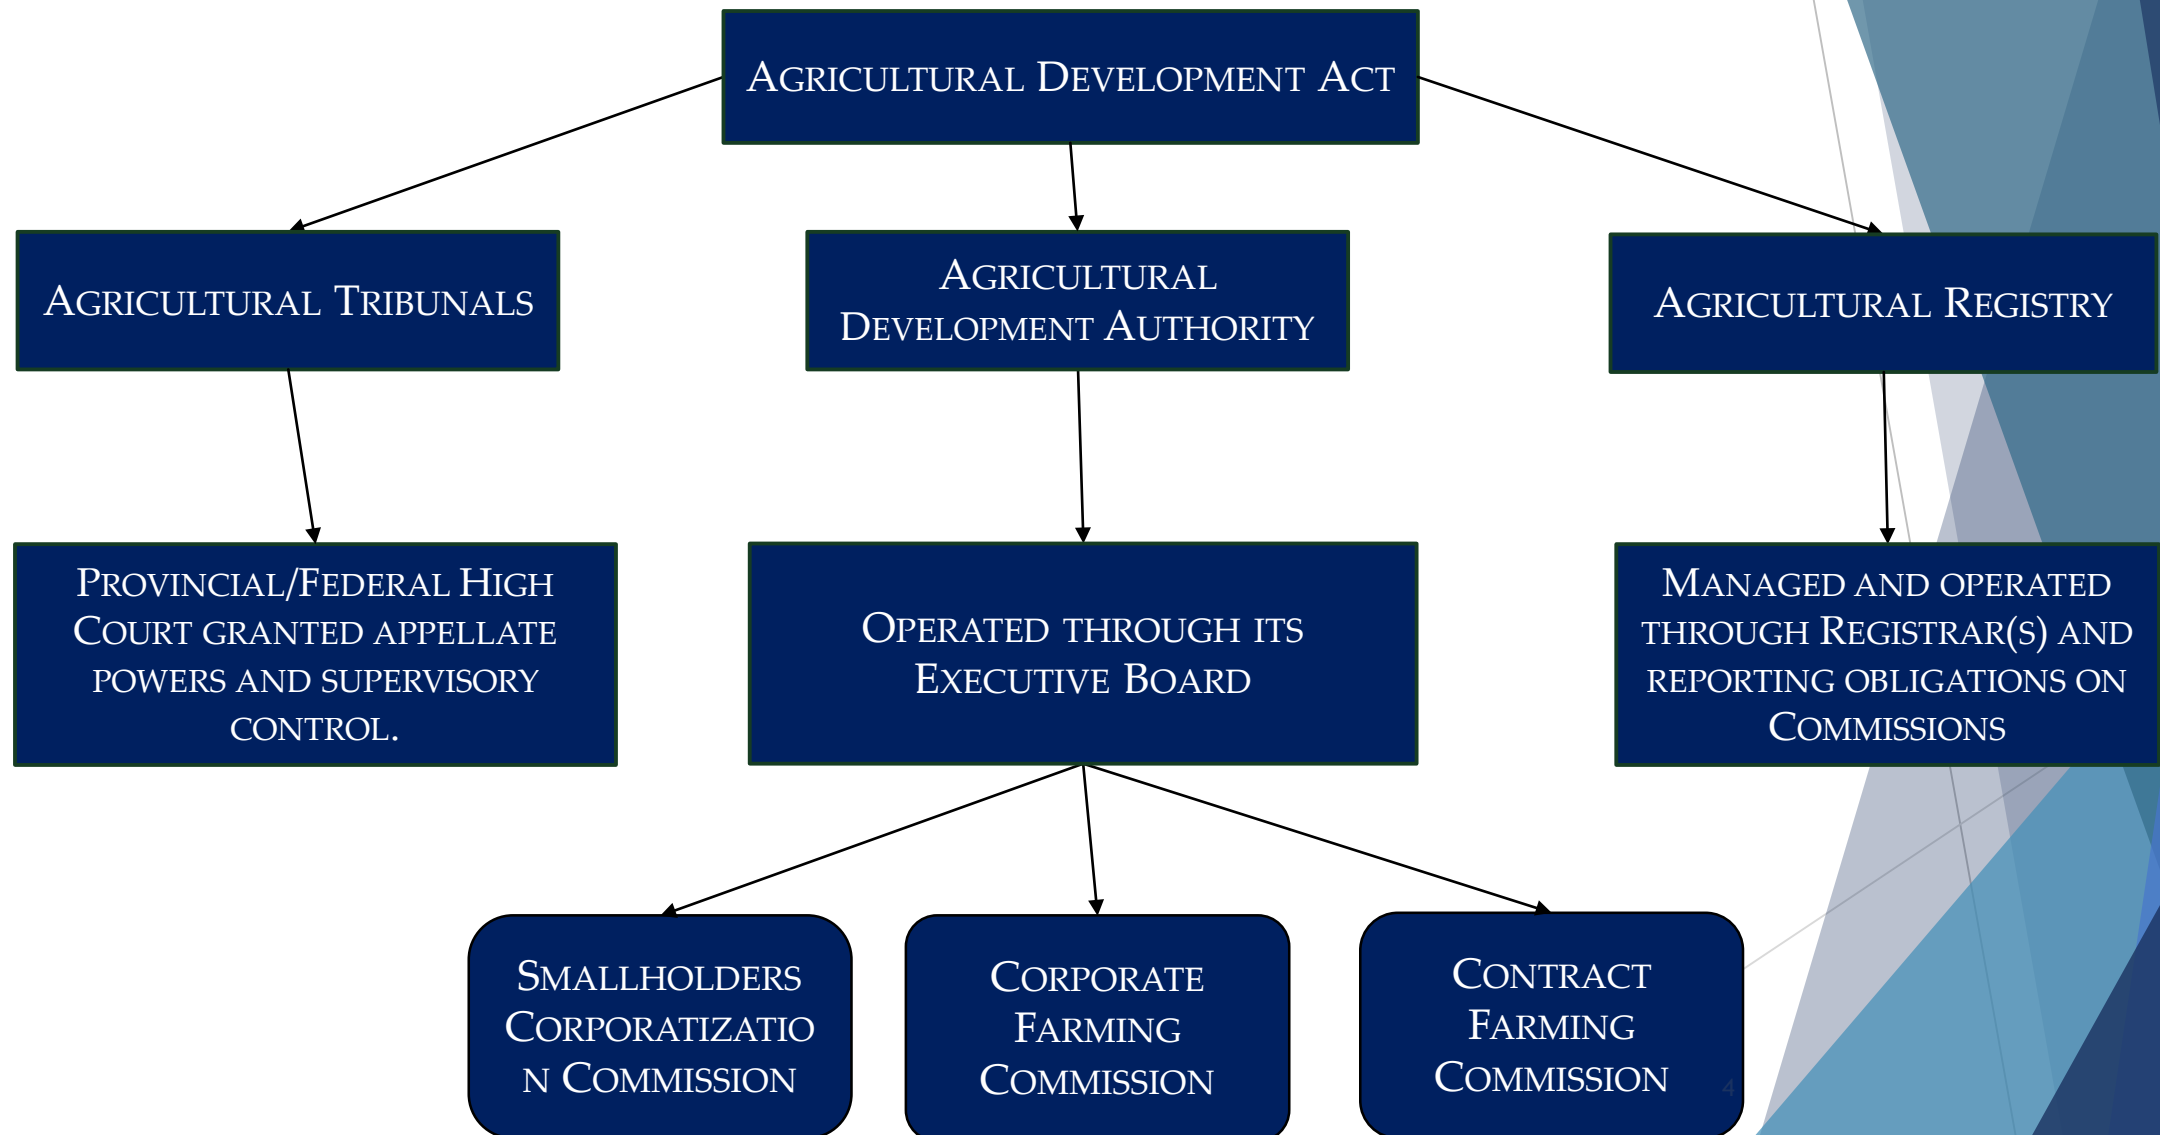 Agricultural Development Act
Agricultural Tribunals
Agricultural
Development Authority
Agricultural Registry
Provincial/Federal High
Court granted appellate
powers and supervisory
control.
Operated through its
Executive Board
Managed and operated
through Registrar(s) and
reporting obligations on
Commissions
Smallholders
Corporatizatio
n Commission
Corporate
Farming
Commission
Contract
Farming
Commission
4